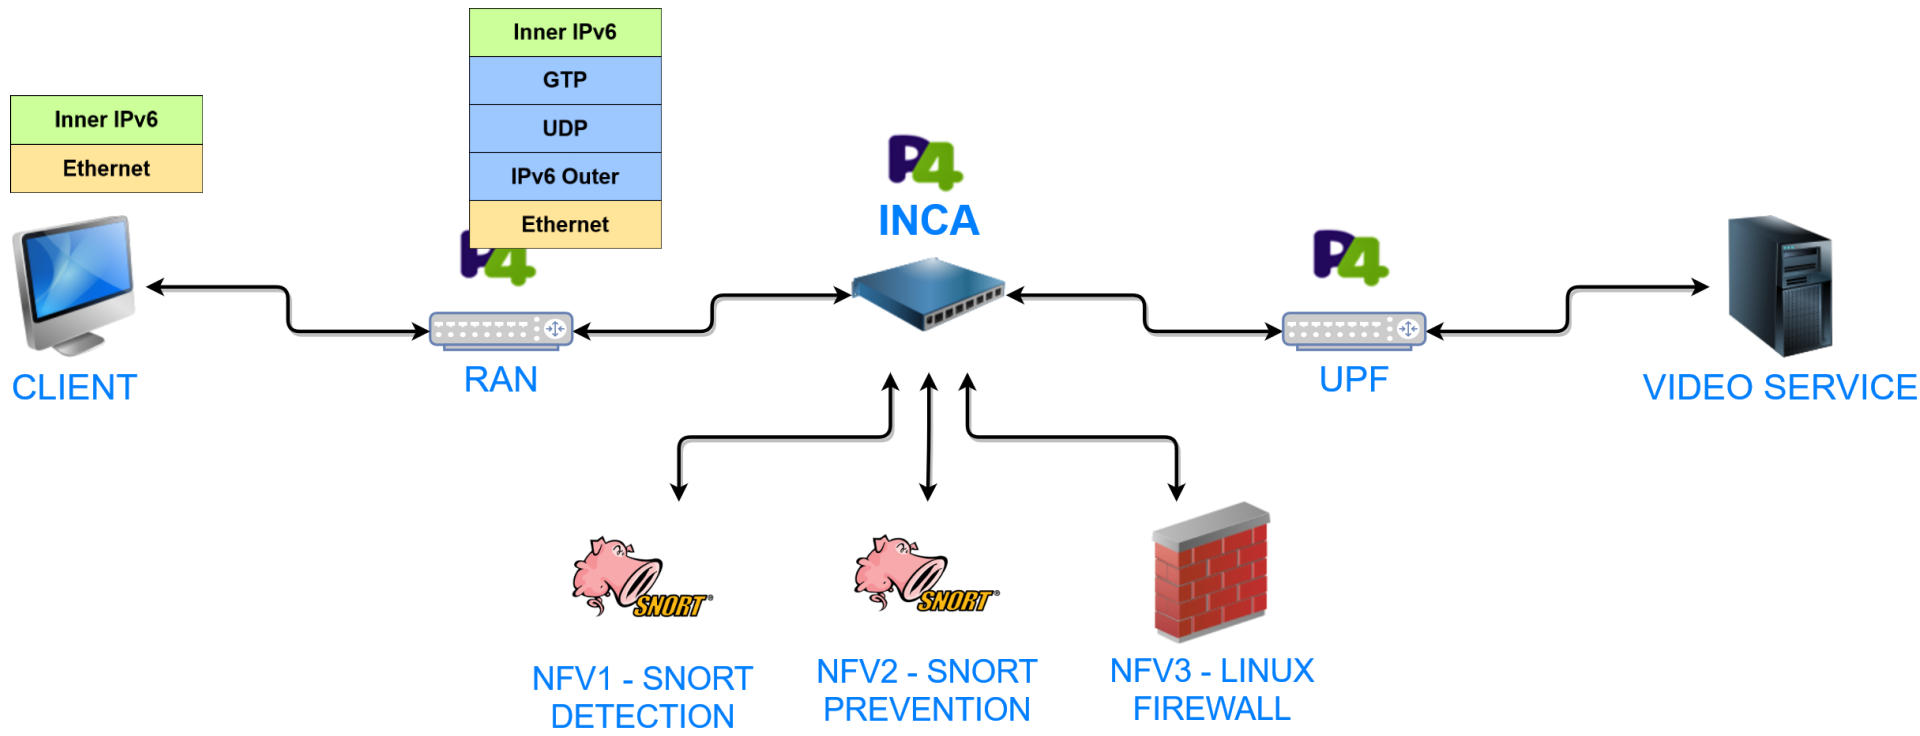 Inner IPv6
GTP
UDP
IPv6 Outer
Ethernet
Inner IPv6
Ethernet
P4
INCA
P4
P4
CLIENT
RAN
UPF
VIDEO SERVICE
SNORT®
SNORT®
NFV1 - SNORT
DETECTION
NFV2 - SNORT
PREVENTION
NFV3 - LINUX
FIREWALL